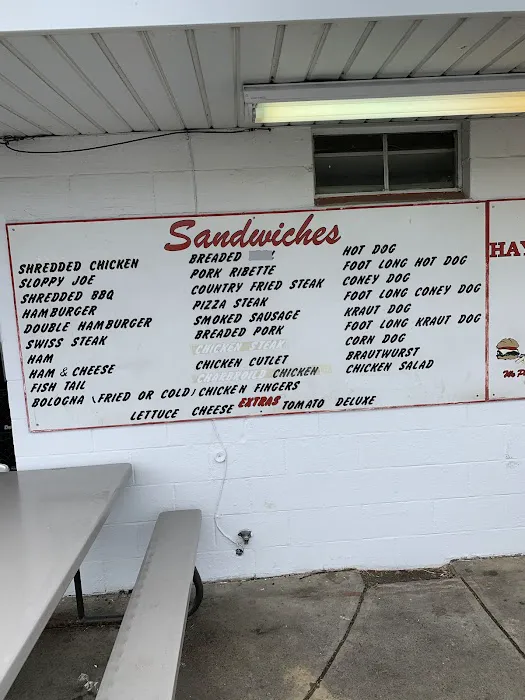 Sandwiches
SHREDDED CHICKEN
SLOPPY JOE
SHREDDED BBQ
HAMBURGER
DOUBLE HAMBURGER
SWISS STEAK
HAM
HAM & CHEESE
FISH TAIL
BOLOGNA (FRIED OR COLD)
BREADED
PORK RIBETTE
COUNTRY FRIED STEAK
PIZZA STEAK
SMOKED SAUSAGE
BREADED PORK
CHICKEN STEAK
CHICKEN CUTLET
CHARBROILD CHICKEN
CHICKEN FINGERS
HOT DOG
FOOT LONG HOT DOG
CONEY DOG
FOOT LONG CONEY DOG
KRAUT DOG
FOOT LONG KRAUT DOG
CORN DOG
BRAUTWURST
CHICKEN SALAD
LETTUCE CHEESE EXTRAS TOMATO DELUXE